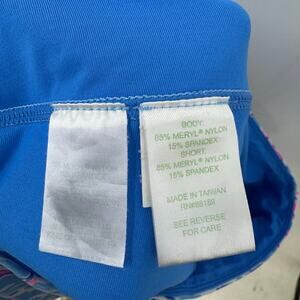 BODY:
85% MERYL® NYLON
15% SPANDEX
SHORT:
85% MERYL® NYLON
15% SPANDEX
MADE IN TAIWAN
SEE REVERSE
FOR CARE